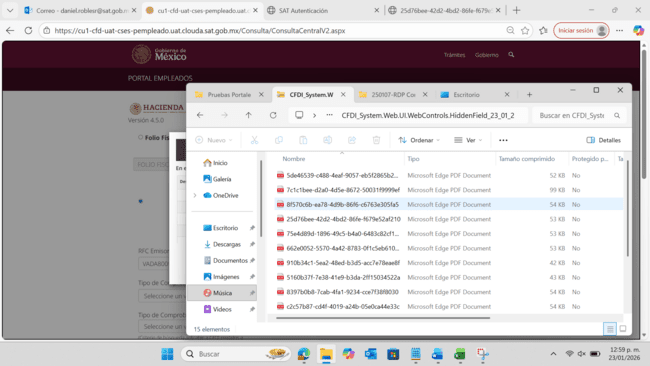 Correo - daniel.roblesr@sat.gob.m
cu1-cfd-uat-cses-pempleado.uat
SAT Autenticación
25d76bee-42d2-4bd2-86fe-f679e5
https://cu1-cfd-uat-cses-pempleado.uat.clouda.sat.gob.mx/Consulta/ConsultaCentralV2.aspx
Iniciar sesión
Gobierno de
México
Trámites
Gobierno
PORTAL EMPLEADOS
HACIENDA
Versión 4.5.0
Folio Fis
FOLIO FISC
RFC Emisor
Tipo de Co
Seleccione un v
Tipo de Compro
Seleccione un v
En e
Pruebas Portale
CFDI_System.W
250107-RDP Co
Escritorio
CFDI_System.Web.UI.WebControls.HiddenField_23_01_2
Buscar en CFDI_Syst
Nuevo
Ordenar
Ver
Detalles
Inicio
Galería
OneDrive
Escritorio
Descargas
Documentos
Imágenes
Música
Videos
Nombre
Tipo
Tamaño comprimido
Protegido p...
Ta
5de46539-c488-4eaf-9057-eb5f2865b2... Microsoft Edge PDF Document 52 KB No
7c1c1bee-d2a0-4d5e-8672-50031f9999ef Microsoft Edge PDF Document 99 KB No
8f570c6b-ea78-4d9b-86f6-c6763e305fa5 Microsoft Edge PDF Document 54 KB No
25d76bee-42d2-4bd2-86fe-f679e52af210 Microsoft Edge PDF Document 53 KB No
75e4d89d-1896-49c5-b4a0-6483c82cf1... Microsoft Edge PDF Document 53 KB No
662e0052-5570-4a42-8783-0f1c5eb610... Microsoft Edge PDF Document 53 KB No
910b34c1-5ea2-48ed-b3d5-acc7e78eae8f Microsoft Edge PDF Document 42 KB No
5160b37f-7e38-41e9-b3da-2ff15034522a Microsoft Edge PDF Document 43 KB No
8397b0b8-7cab-4fa1-9234-cce7f38f8030 Microsoft Edge PDF Document 54 KB No
c2c57b87-cd4f-4019-a24b-05e0ca44e33c Microsoft Edge PDF Document 54 KB No
15 elementos
Buscar
12:59 p. m.
23/01/2026